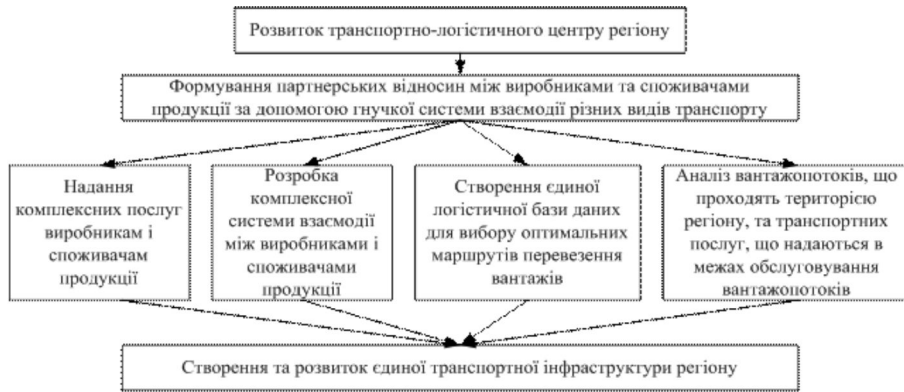 Розвиток транспортно-логістичного центру регіону
Формування партнерських відносин між виробниками та споживачами
продукції за допомогою гнучкої системи взаємодії різних видів транспорту
Надання
комплексних послуг
виробникам і
споживачам
продукції
Розробка
комплексної
системи взаємодії
між виробниками і
споживачами
продукції
Створення єдиної
логістичної бази даних
для вибору оптимальних
маршрутів перевезення
вантажів
Аналіз вантажопотоків, що
проходять територією
регіону, та транспортних
послуг, що надаються в
межах обслуговування
вантажопотоків
Створення та розвиток єдиної транспортної інфраструктури регіону